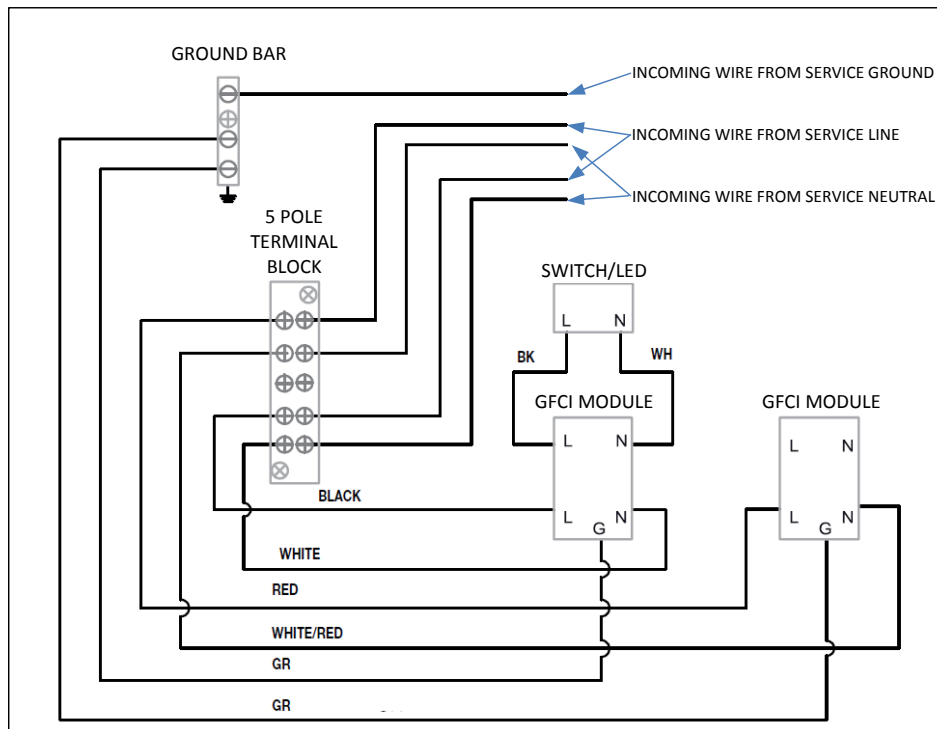 GROUND BAR
INCOMING WIRE FROM SERVICE GROUND
INCOMING WIRE FROM SERVICE LINE
INCOMING WIRE FROM SERVICE NEUTRAL
5 POLE
TERMINAL
BLOCK
SWITCH/LED
L N
BK WH
GFCI MODULE
L N
L N
G
GFCI MODULE
L N
L N
G
BLACK
WHITE
RED
WHITE/RED
GR
GR